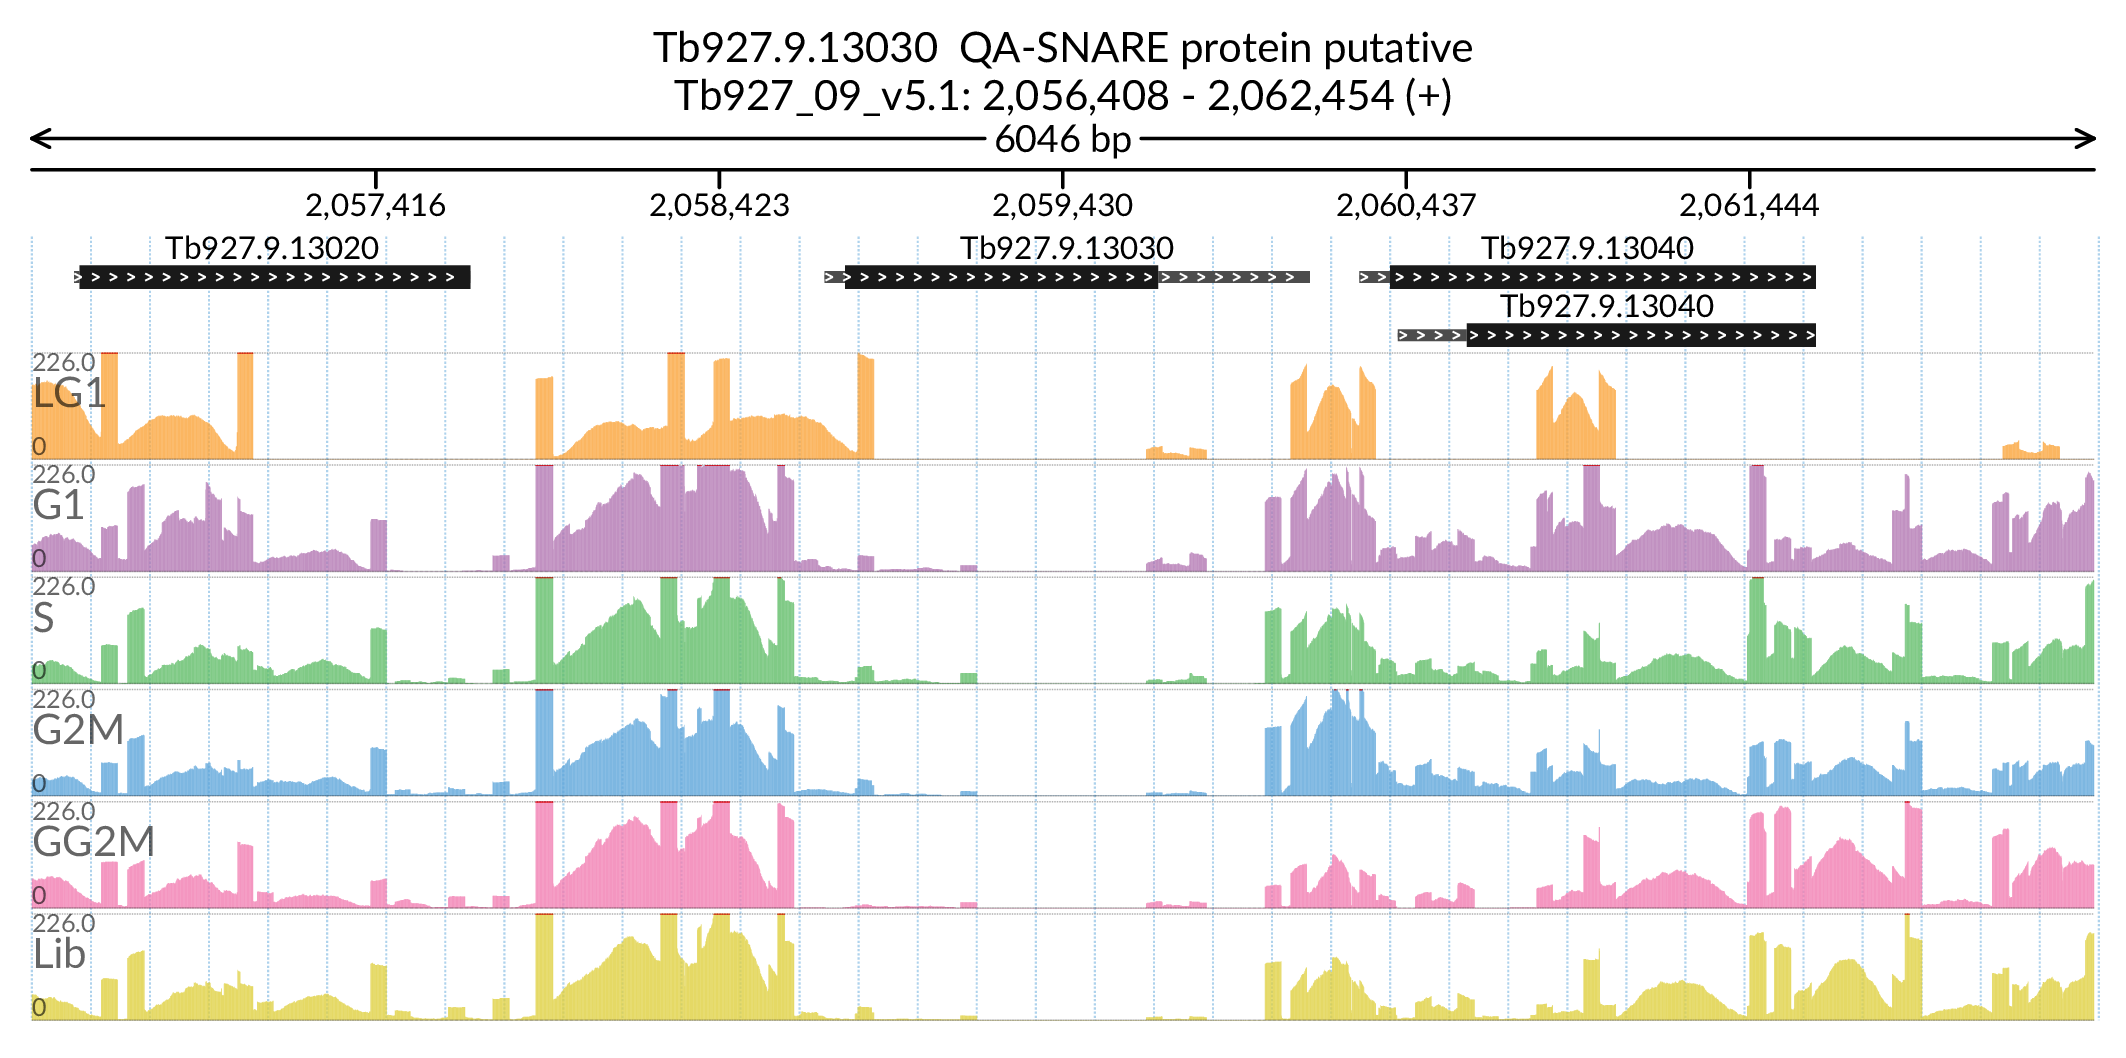 Tb927.9.13030 QA-SNARE protein putative
Tb927_09_v5.1: 2,056,408 - 2,062,454 (+)
6046 bp
2,057,416 2,058,423 2,059,430 2,060,437 2,061,444
Tb927.9.13020 Tb927.9.13030 Tb927.9.13040
Tb927.9.13040
226.0
LG1
0
226.0
G1
0
226.0
S
0
226.0
G2M
0
226.0
GG2M
0
226.0
Lib
0